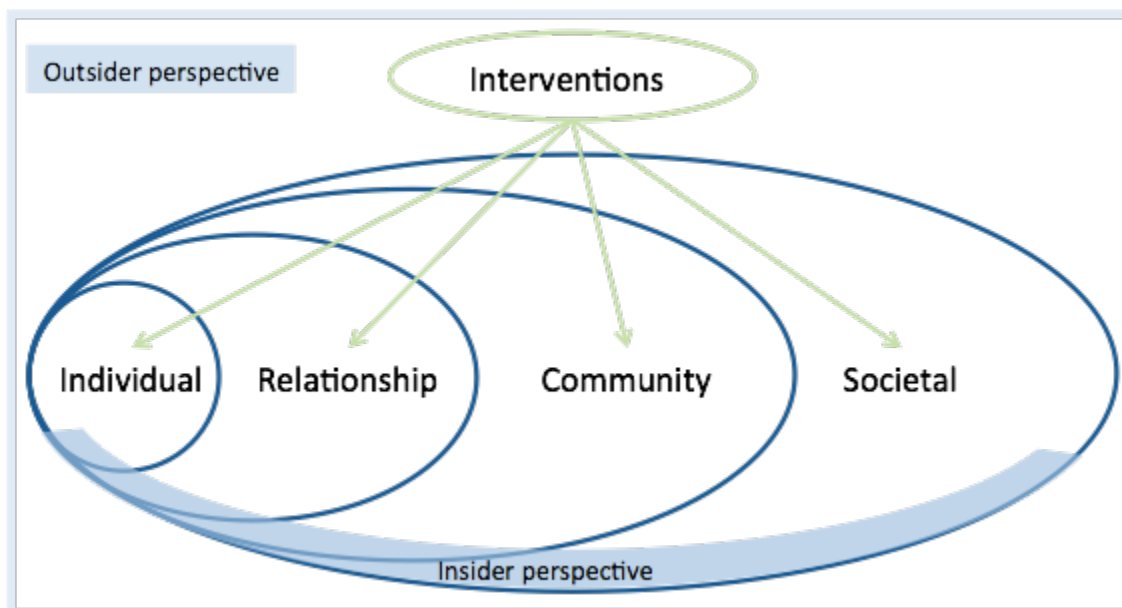 Outsider perspective
Interventions
Individual
Relationship
Community
Societal
Insider perspective